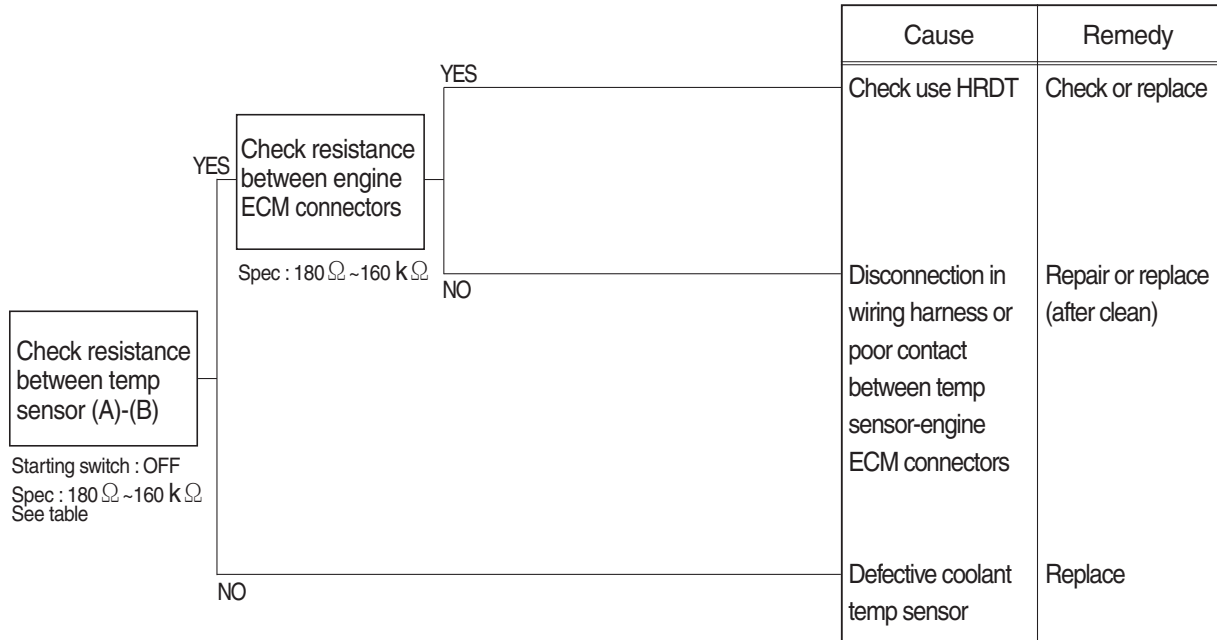 Cause
Remedy
YES
Check use HRDT
Check or replace
YES
Check resistance
between engine
ECM connectors
Spec : 180 Ω ~160 k Ω
NO
Disconnection in
wiring harness or
poor contact
between temp
sensor-engine
ECM connectors
Repair or replace
(after clean)
Check resistance
between temp
sensor (A)-(B)
Starting switch : OFF
Spec : 180 Ω ~160 k Ω
See table
NO
Defective coolant
temp sensor
Replace